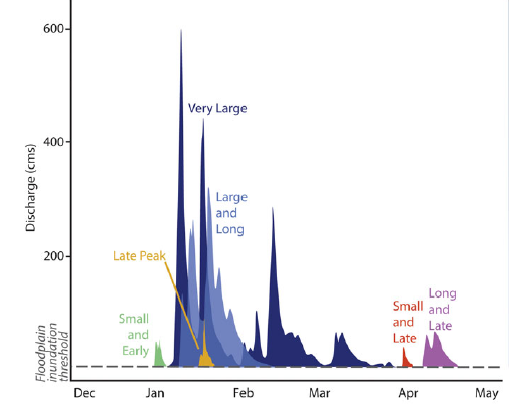 600
400
200
Discharge (cms)
Floodplain
inundation
threshold
Very Large
Large
and
Long
Late Peak
Small
and
Early
Small
and
Late
Long
and
Late
Dec Jan Feb Mar Apr May